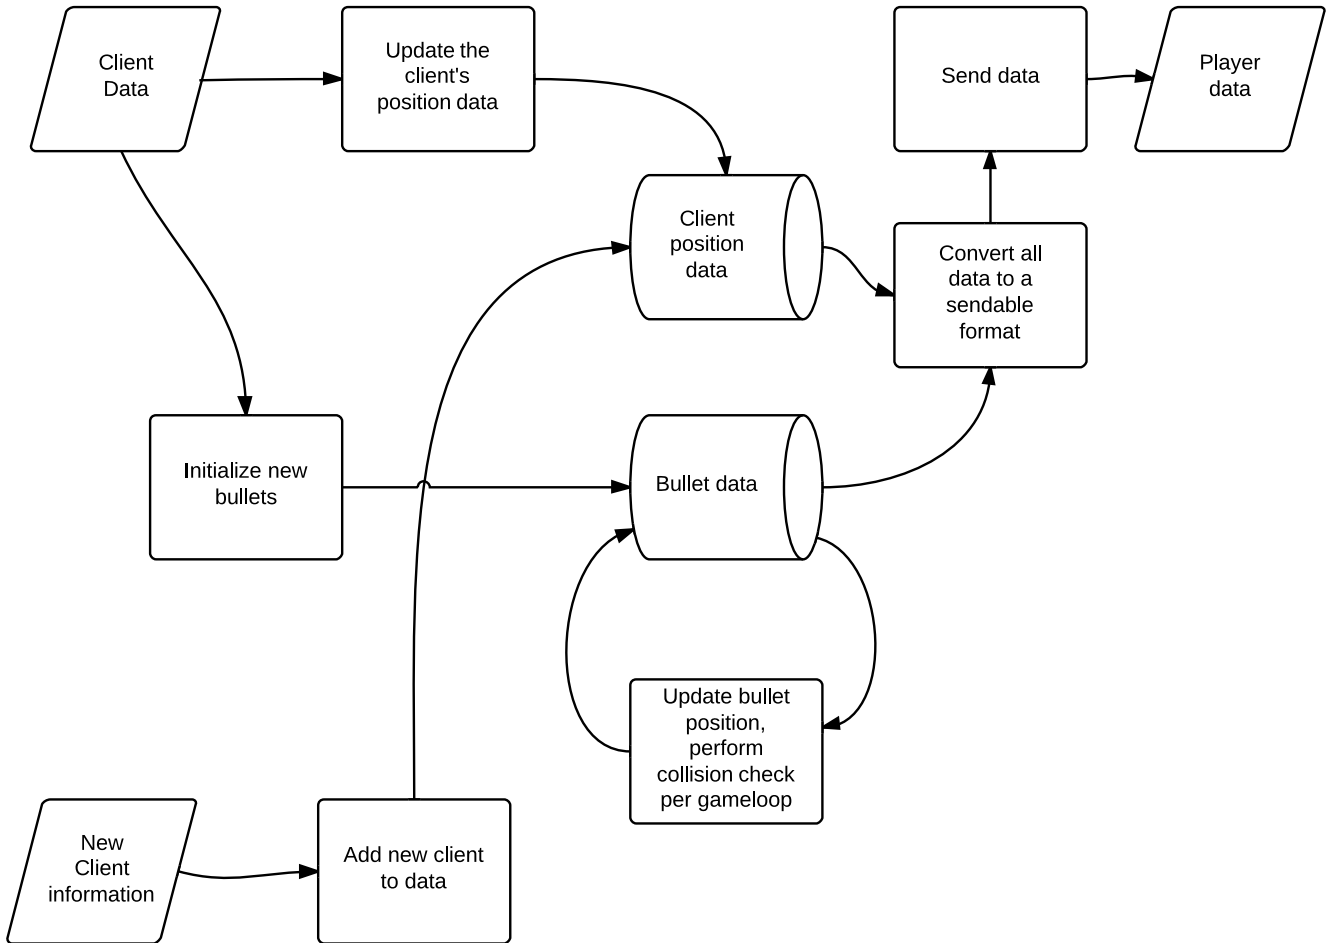 Client
Data
Update the
client's
position data
Send data
Player
data
Client
position
data
Convert all
data to a
sendable
format
Initialize new
bullets
Bullet data
Update bullet
position,
perform
collision check
per gameloop
New
Client
information
Add new client
to data